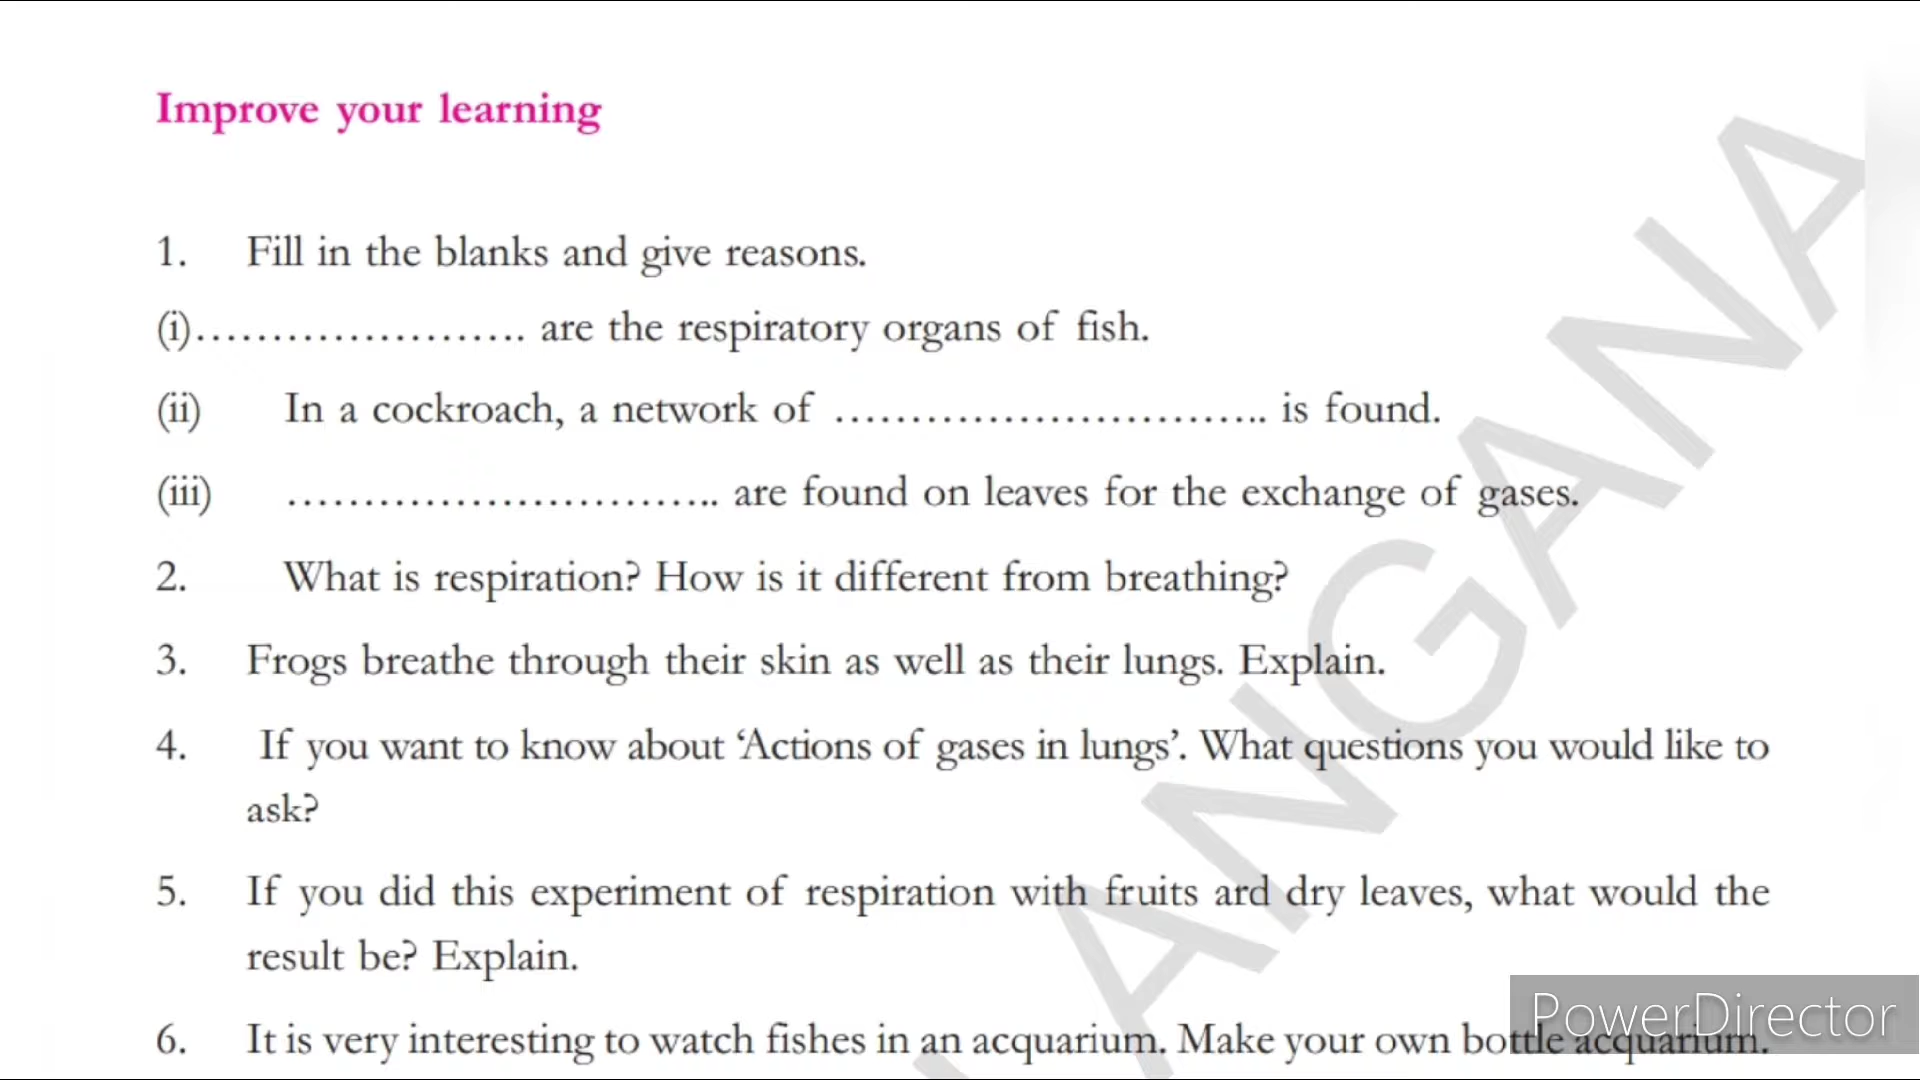 Improve your learning
1. Fill in the blanks and give reasons.
(i)....................... are the respiratory organs of fish.
(ii) In a cockroach, a network of .............................. is found.
(iii) .............................. are found on leaves for the exchange of gases.
2. What is respiration? How is it different from breathing?
3. Frogs breathe through their skin as well as their lungs. Explain.
4. If you want to know about ‘Actions of gases in lungs’. What questions you would like to
ask?
5. If you did this experiment of respiration with fruits ard dry leaves, what would the
result be? Explain.
6. It is very interesting to watch fishes in an acquarium. Make your own bottle acquarium.
PowerDirector
ANGANA